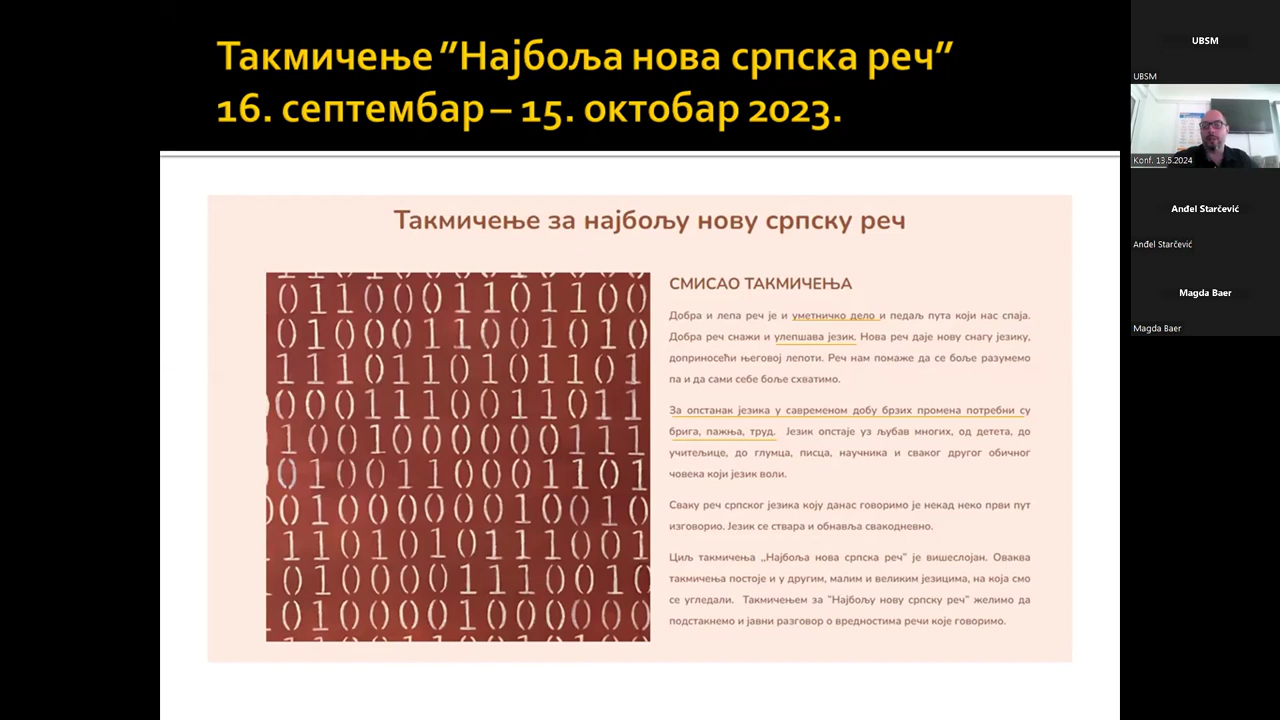 Такмичење ”Најбоља нова српска реч”
16. септембар – 15. октобар 2023.
Такмичење за најбољу нову српску реч
СМИСАО ТАКМИЧЕЊА
Добра и лепа реч је и уметничко дело и педаљ пута који нас спаја.
Добра реч снажи и улепшава језик. Нова реч даје нову снагу језику,
доприносећи његовој лепоти. Реч нам помаже да се боље разумемо
па и да сами себе боље схватимо.
За опстанак језика у савременом добу брзих промена потребни су
брига, пажња, труд. Језик опстаје уз љубав многих, од детета, до
учитељице, до глумца, писца, научника и сваког другог обичног
човека који језик воли.
Сваку реч српског језика коју данас говоримо је некад неко први пут
изговорио. Језик се ствара и обнавља свакодневно.
Циљ такмичења ,,Најбоља нова српска реч” је вишеслојан. Оваква
такмичења постоје и у другим, малим и великим језицима, на која смо
се угледали. Такмичењем за ”Најбољу нову српску реч” желимо да
подстакнемо и јавни разговор о вредностима речи које говоримо.
UBSM
UBSM
Konf. 13.5.2024
Anđel Starčević
Anđel Starčević
Magda Baer
Magda Baer